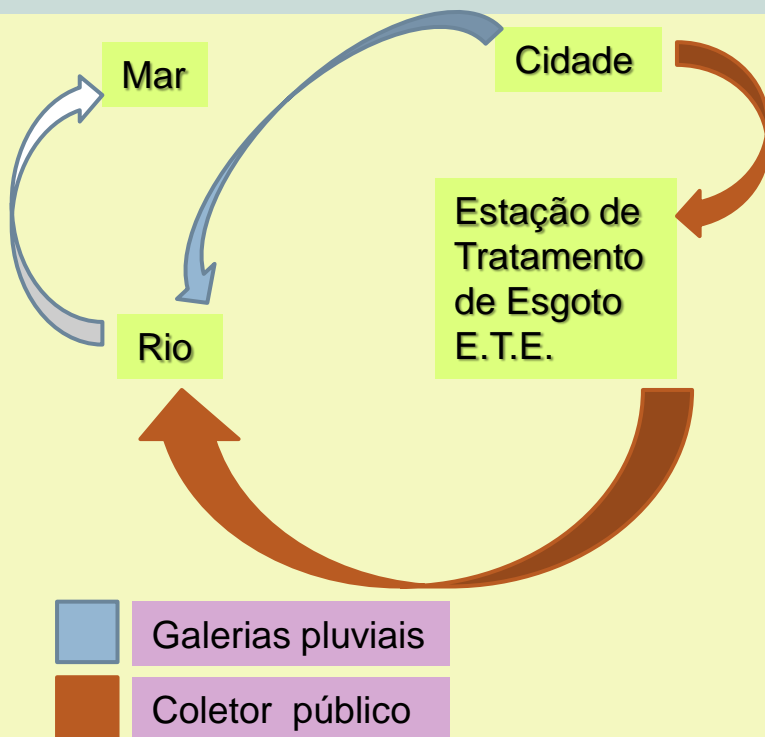 Mar
Cidade
Estação de
Tratamento
de Esgoto
E.T.E.
Rio
Galerias pluviais
Coletor público